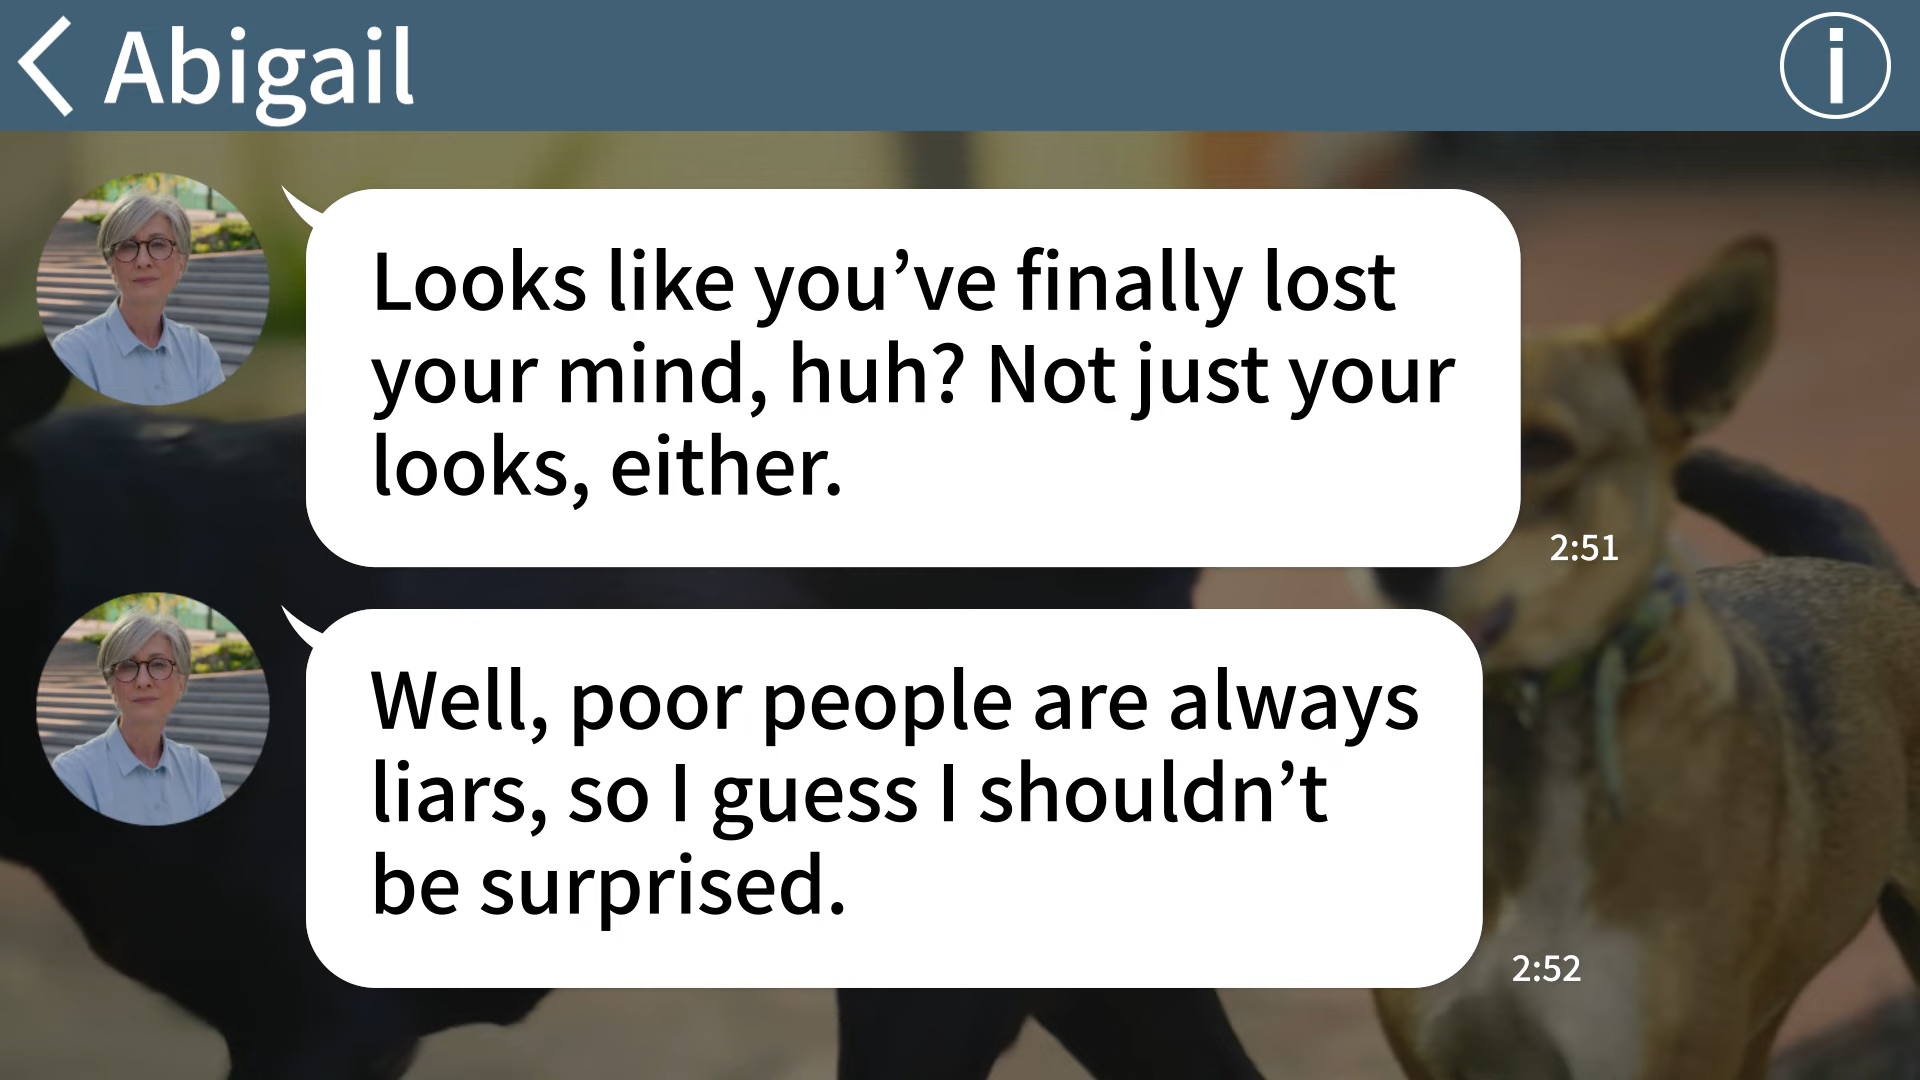 Abigail
Looks like you’ve finally lost
your mind, huh? Not just your
looks, either.
2:51
Well, poor people are always
liars, so I guess I shouldn’t
be surprised.
2:52